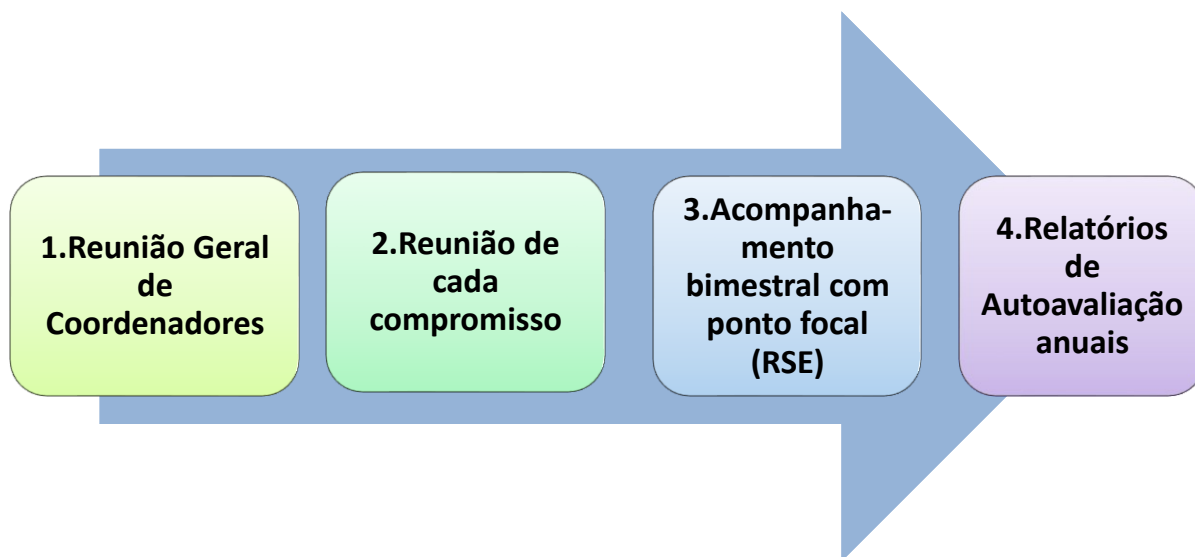 1.Reunião Geral
de
Coordenadores
2.Reunião de
cada
compromisso
3.Acompanha-
mento
bimestral com
ponto focal
(RSE)
4.Relatórios
de
Autoavaliação
anuais